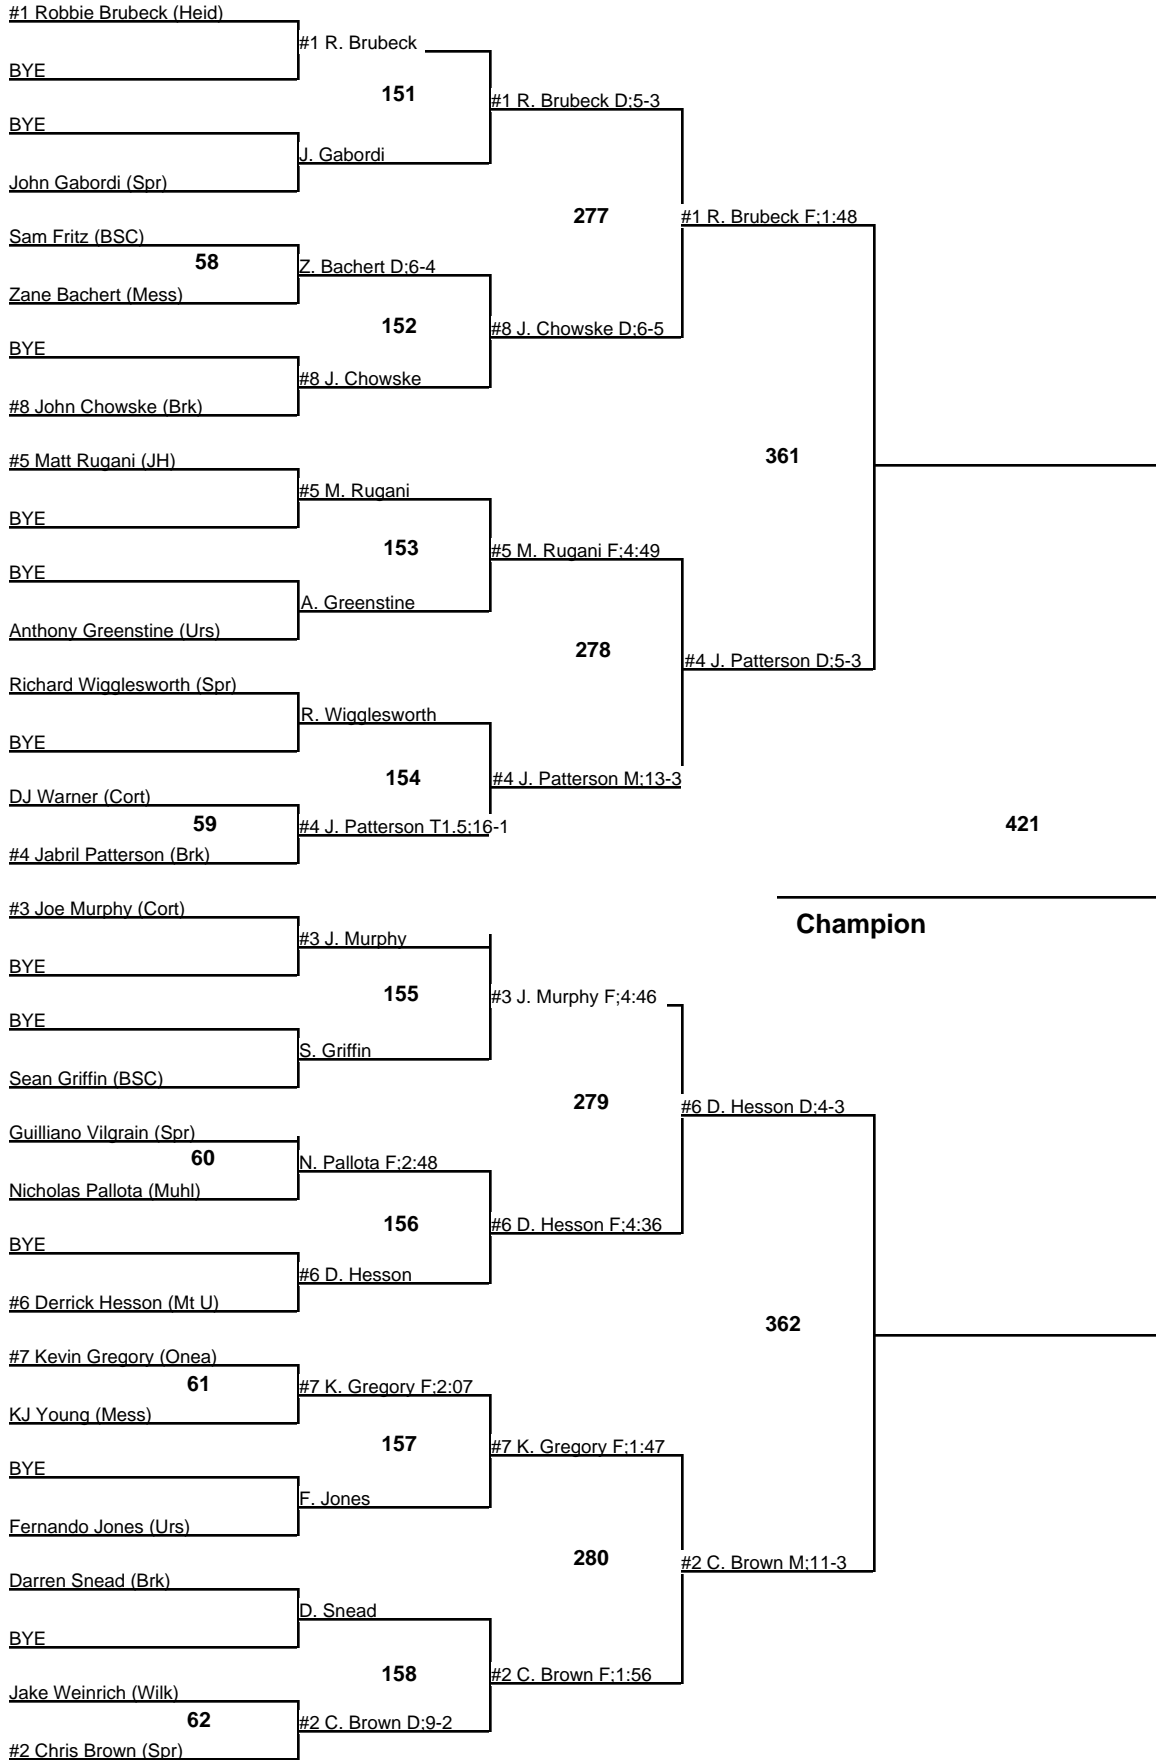 #1 Robbie Brubeck (Heid)
#1 R. Brubeck
BYE
151
#1 R. Brubeck D;5-3
BYE
J. Gabordi
John Gabordi (Spr)
277
#1 R. Brubeck F;1:48
Sam Fritz (BSC)
58
Z. Bachert D;6-4
Zane Bachert (Mess)
152
#8 J. Chowske D;6-5
BYE
#8 J. Chowske
#8 John Chowske (Brk)
361
#5 Matt Rugani (JH)
#5 M. Rugani
BYE
153
#5 M. Rugani F;4:49
BYE
A. Greenstine
Anthony Greenstine (Urs)
278
#4 J. Patterson D;5-3
Richard Wigglesworth (Spr)
R. Wigglesworth
BYE
154
#4 J. Patterson M;13-3
DJ Warner (Cort)
59
#4 J. Patterson T1.5;16-1
421
#4 Jabril Patterson (Brk)
#3 Joe Murphy (Cort)
Champion
#3 J. Murphy
BYE
155
#3 J. Murphy F;4:46
BYE
S. Griffin
Sean Griffin (BSC)
279
#6 D. Hesson D;4-3
Guilliano Vilgrain (Spr)
60
N. Pallota F;2:48
Nicholas Pallota (Muhl)
156
#6 D. Hesson F;4:36
BYE
#6 D. Hesson
#6 Derrick Hesson (Mt U)
362
#7 Kevin Gregory (Onea)
61
#7 K. Gregory F;2:07
KJ Young (Mess)
157
#7 K. Gregory F;1:47
BYE
F. Jones
Fernando Jones (Urs)
280
#2 C. Brown M;11-3
Darren Snead (Brk)
D. Snead
BYE
158
#2 C. Brown F;1:56
Jake Weinrich (Wilk)
62
#2 C. Brown D;9-2
#2 Chris Brown (Spr)